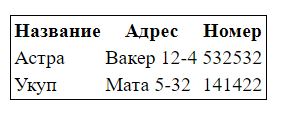 Название Адрес Номер
Астра Вакер 12-4 532532
Укуп Мата 5-32 141422